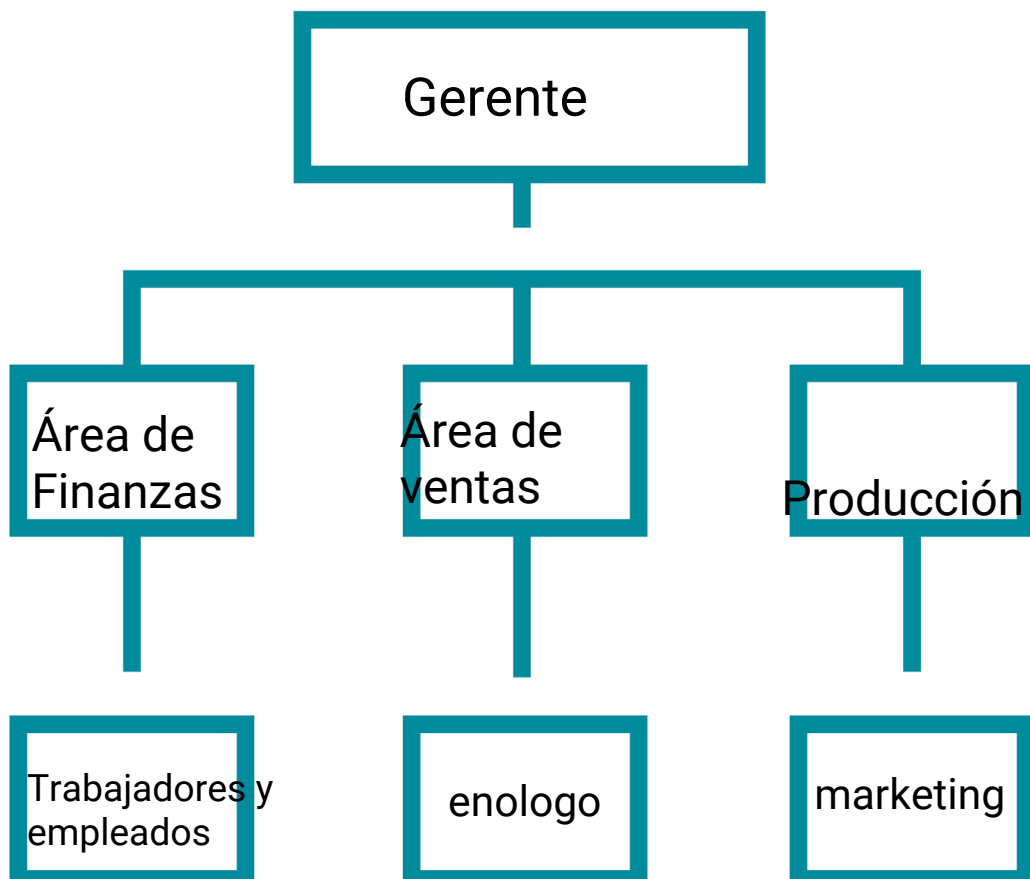 Gerente
Área de
Finanzas
Área de
ventas
Producción
Trabajadores y
empleados
enologo
marketing